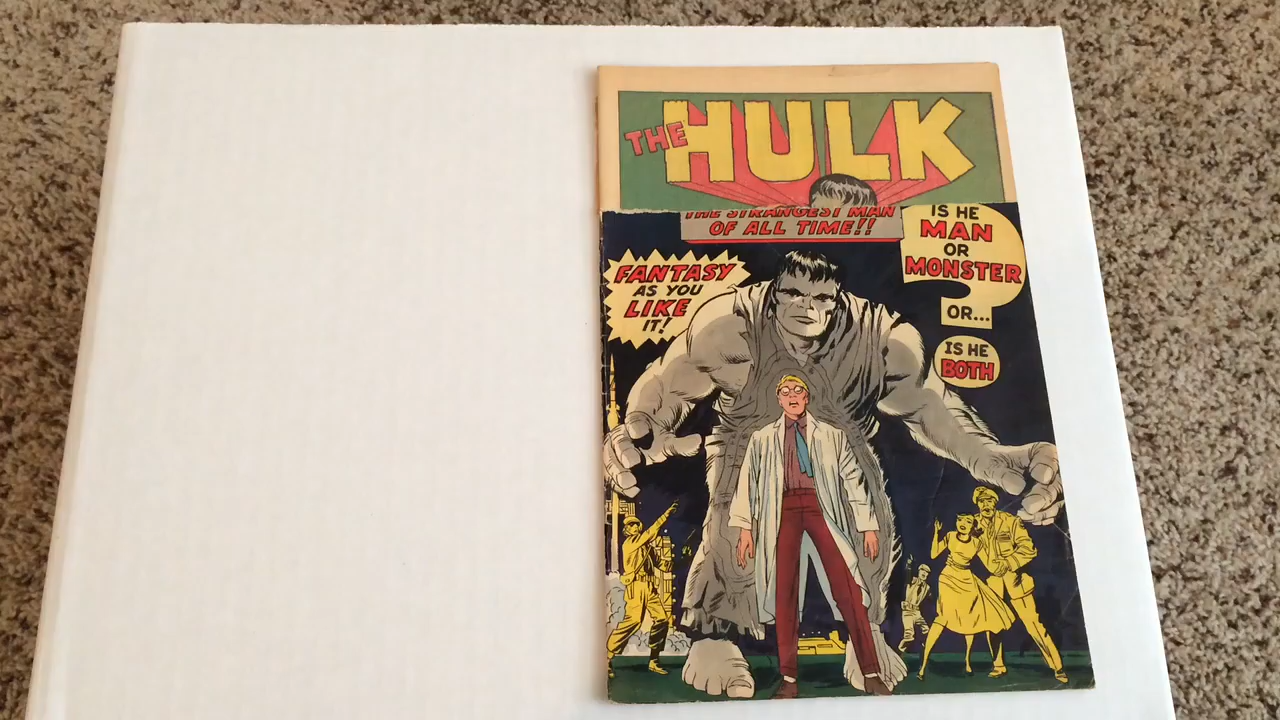 THE HULK
THE STRANGEST MAN
OF ALL TIME!!
FANTASY
AS YOU
LIKE
IT!
IS HE
MAN
OR
MONSTER
?
OR...
IS HE
BOTH